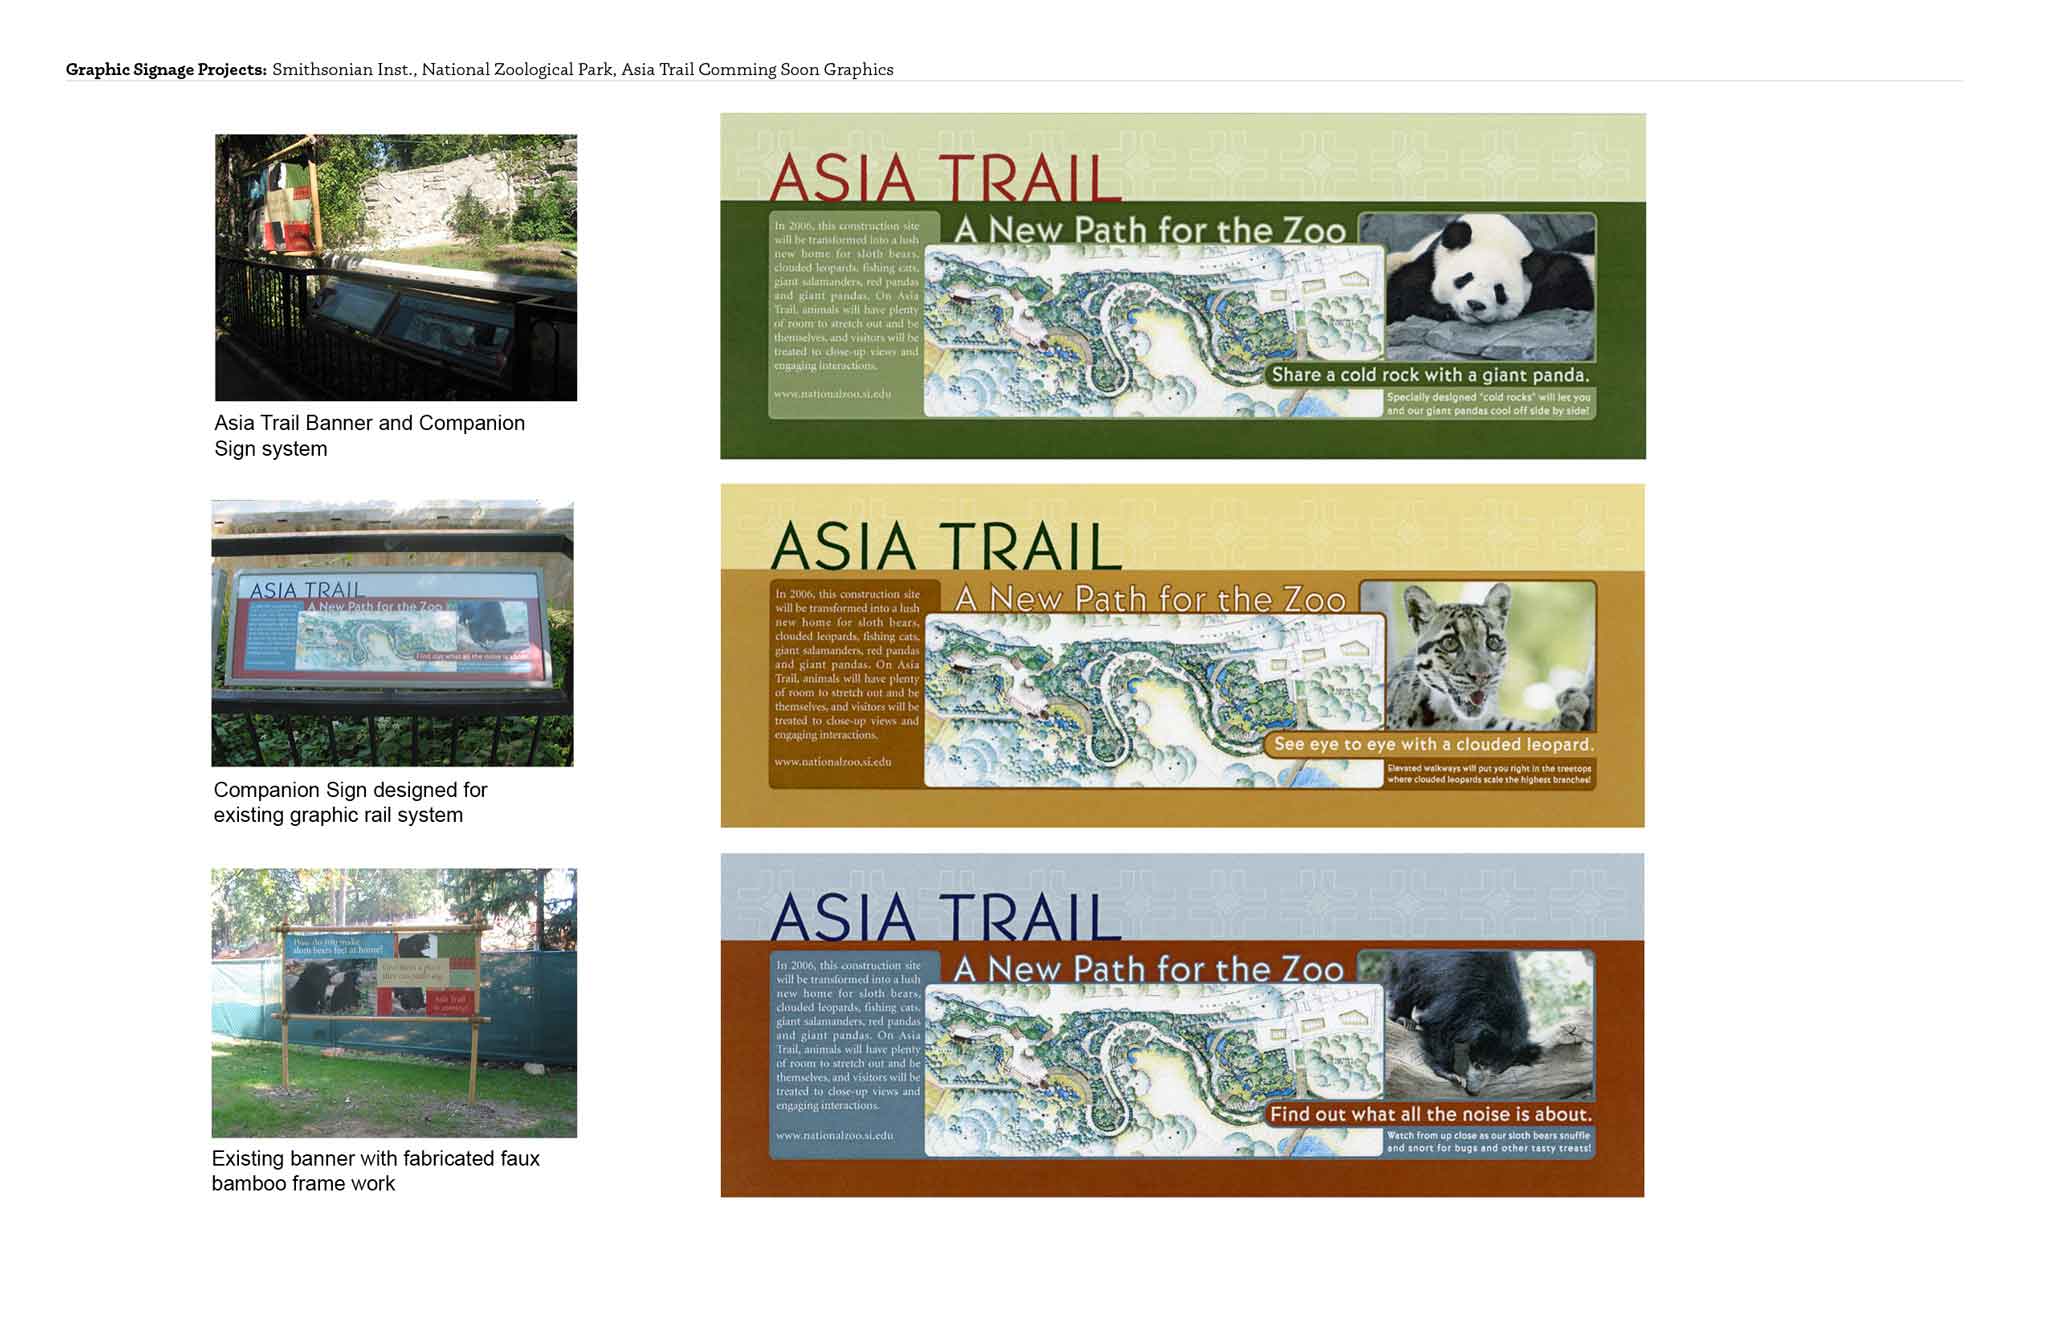 Graphic Signage Projects: Smithsonian Inst., National Zoological Park, Asia Trail Comming Soon Graphics
Asia Trail Banner and Companion
Sign system
ASIA TRAIL
A New Path for the Zoo
Find out what all the noise is about.
Companion Sign designed for
existing graphic rail system
How do you make
sloth bears feel at home?
Give them a place
Asia Trail
is coming!
Existing banner with fabricated faux
bamboo frame work
ASIA TRAIL
A New Path for the Zoo
In 2006, this construction site
will be transformed into a lush
new home for sloth bears,
clouded leopards, fishing cats,
giant salamanders, red pandas
and giant pandas. On Asia
Trail, animals will have plenty
of room to stretch out and be
themselves, and visitors will be
treated to close-up views and
engaging interactions.
www.nationalzoo.si.edu
Share a cold rock with a giant panda.
Specially designed "cold rocks" will let you
and our giant pandas cool off side by side!
ASIA TRAIL
A New Path for the Zoo
In 2006, this construction site
will be transformed into a lush
new home for sloth bears,
clouded leopards, fishing cats,
giant salamanders, red pandas
and giant pandas. On Asia
Trail, animals will have plenty
of room to stretch out and be
themselves, and visitors will be
treated to close-up views and
engaging interactions.
www.nationalzoo.si.edu
See eye to eye with a clouded leopard.
Elevated walkways will put you right in the treetops
where clouded leopards scale the highest branches!
ASIA TRAIL
A New Path for the Zoo
In 2006, this construction site
will be transformed into a lush
new home for sloth bears,
clouded leopards, fishing cats,
giant salamanders, red pandas
and giant pandas. On Asia
Trail, animals will have plenty
of room to stretch out and be
themselves, and visitors will be
treated to close-up views and
engaging interactions.
www.nationalzoo.si.edu
Find out what all the noise is about.
Watch from up close as our sloth bears snuffle
and snort for bugs and other tasty treats!